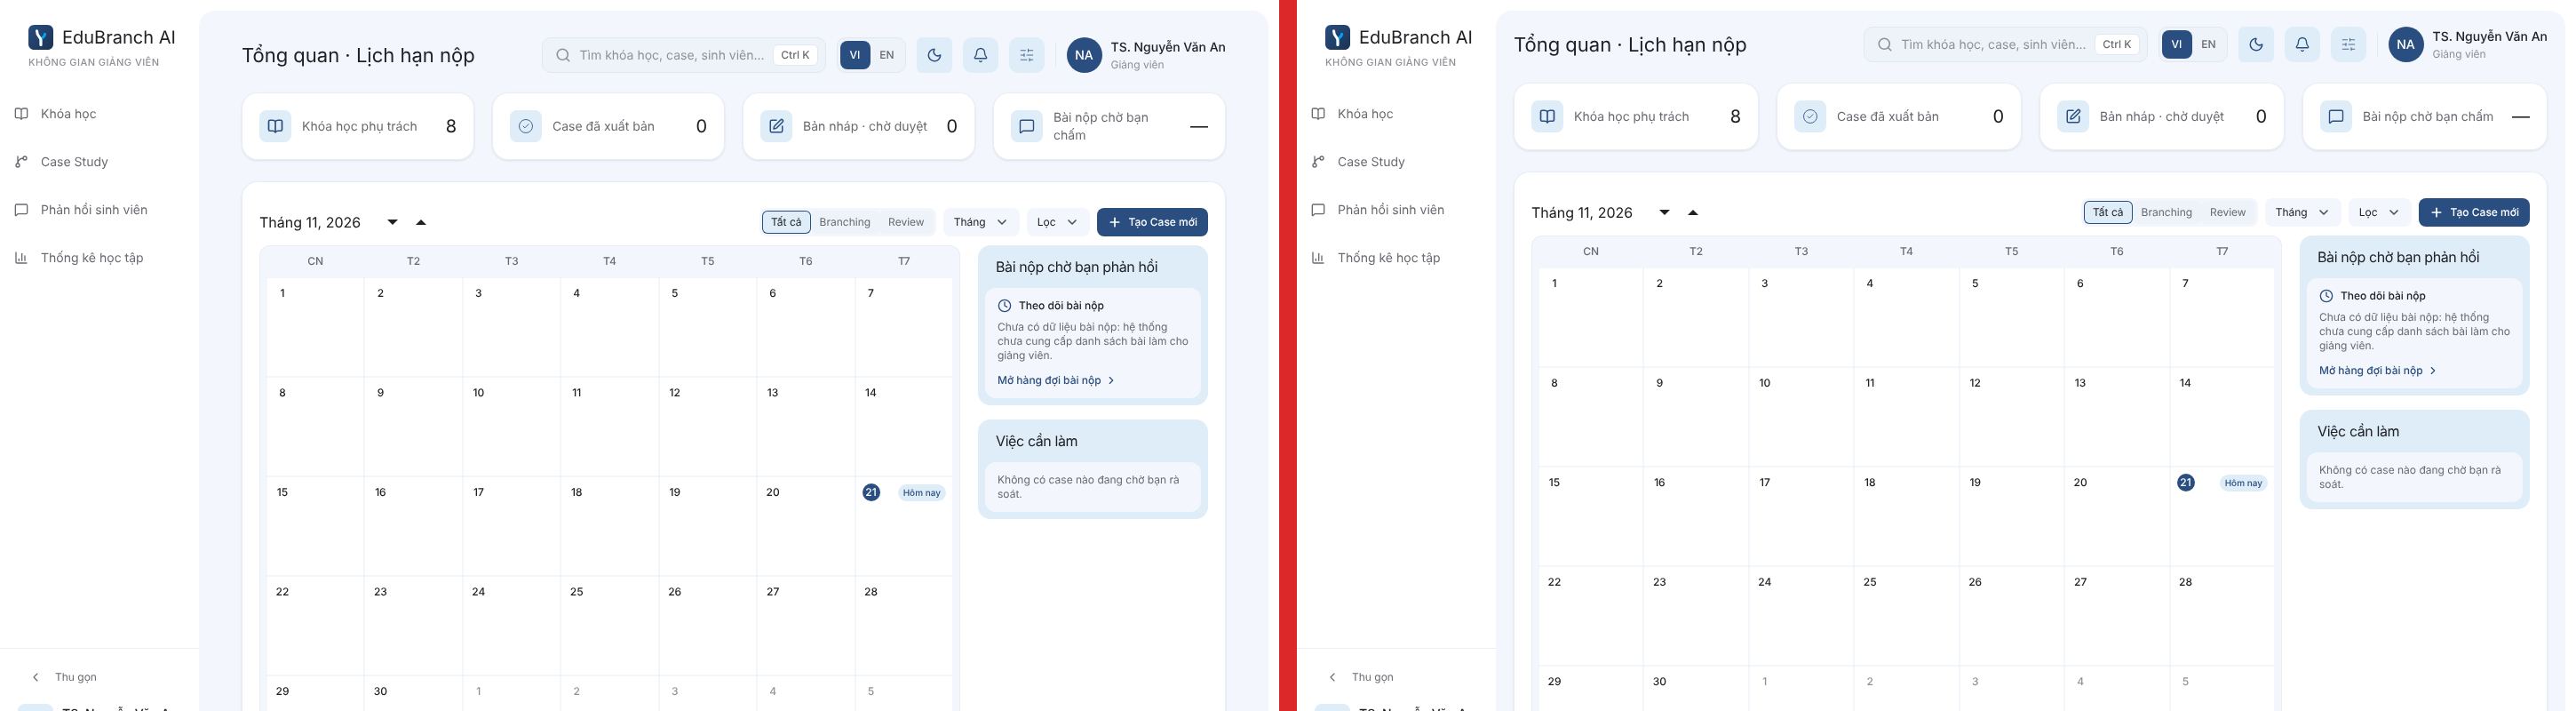 EduBranch AI
KHÔNG GIAN GIẢNG VIÊN
Khóa học
Case Study
Phản hồi sinh viên
Thống kê học tập
Thu gọn
TS. Nguyễn Văn An
Tổng quan · Lịch hạn nộp
Tìm khóa học, case, sinh viên... Ctrl K
VI EN
NA TS. Nguyễn Văn An
Giảng viên
Khóa học phụ trách 8
Case đã xuất bản 0
Bản nháp · chờ duyệt 0
Bài nộp chờ bạn
chấm —
Tháng 11, 2026
Tất cả Branching Review Tháng Lọc + Tạo Case mới
CN T2 T3 T4 T5 T6 T7
1 2 3 4 5 6 7
8 9 10 11 12 13 14
15 16 17 18 19 20 21 Hôm nay
22 23 24 25 26 27 28
29 30 1 2 3 4 5
Bài nộp chờ bạn phản hồi
Theo dõi bài nộp
Chưa có dữ liệu bài nộp: hệ thống
chưa cung cấp danh sách bài làm cho
giảng viên.
Mở hàng đợi bài nộp
Việc cần làm
Không có case nào đang chờ bạn rà
soát.
EduBranch AI
KHÔNG GIAN GIẢNG VIÊN
Khóa học
Case Study
Phản hồi sinh viên
Thống kê học tập
Thu gọn
TS. Nguyễn Văn An
Tổng quan · Lịch hạn nộp
Tìm khóa học, case, sinh viên... Ctrl K
VI EN
NA TS. Nguyễn Văn An
Giảng viên
Khóa học phụ trách 8
Case đã xuất bản 0
Bản nháp · chờ duyệt 0
Bài nộp chờ bạn chấm —
Tháng 11, 2026
Tất cả Branching Review Tháng Lọc + Tạo Case mới
CN T2 T3 T4 T5 T6 T7
1 2 3 4 5 6 7
8 9 10 11 12 13 14
15 16 17 18 19 20 21 Hôm nay
22 23 24 25 26 27 28
29 30 1 2 3 4 5
Bài nộp chờ bạn phản hồi
Theo dõi bài nộp
Chưa có dữ liệu bài nộp: hệ thống
chưa cung cấp danh sách bài làm cho
giảng viên.
Mở hàng đợi bài nộp
Việc cần làm
Không có case nào đang chờ bạn rà
soát.